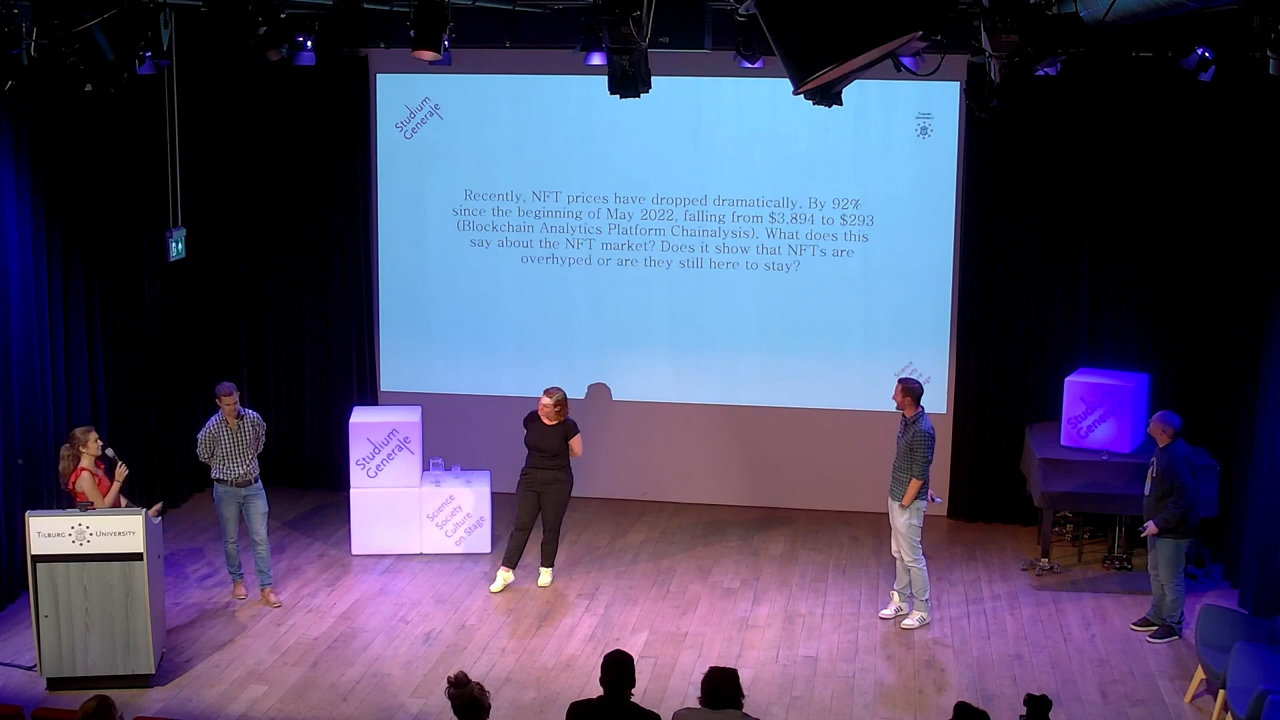 Studium
Generale
TILBURG
UNIVERSITY
Recently, NFT prices have dropped dramatically. By 92%
since the beginning of May 2022, falling from $3,894 to $293
(Blockchain Analytics Platform Chainalysis). What does this
say about the NFT market? Does it show that NFTs are
overhyped or are they still here to stay?
Science
Studium
Generale
Studium
Science
Society
Culture
on Stage
TILBURG UNIVERSITY